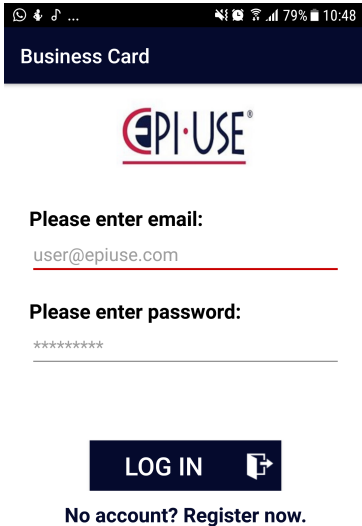 ... 79% 10:48
Business Card
EPI·USE®
Please enter email:
user@epiuse.com
Please enter password:
*********
LOG IN
No account? Register now.